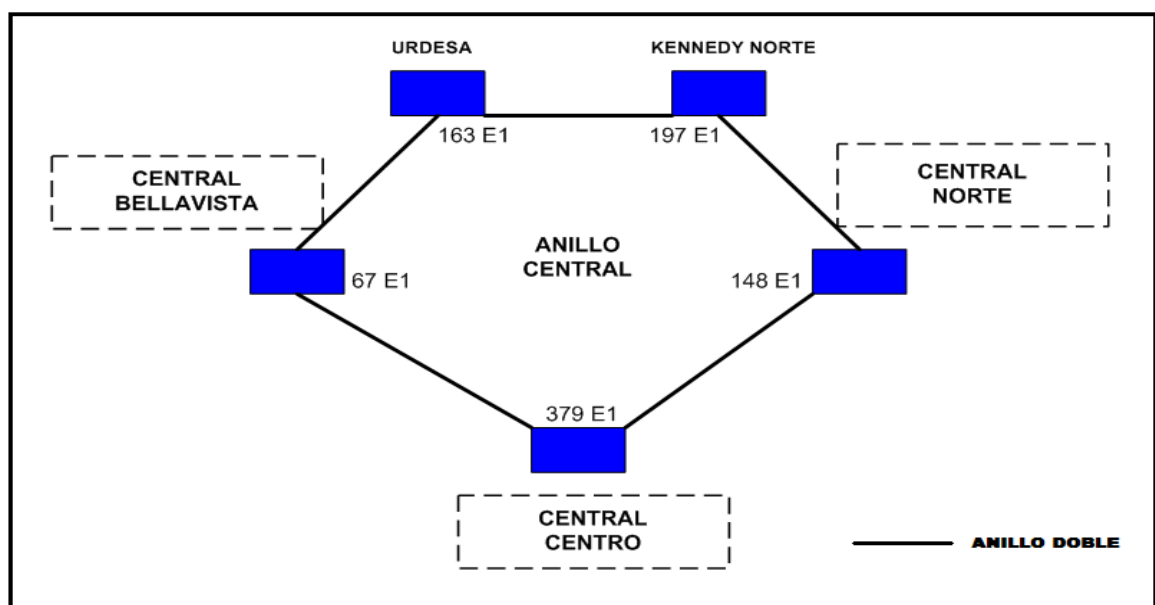 URDESA
KENNEDY NORTE
163 E1
197 E1
CENTRAL
BELLAVISTA
CENTRAL
NORTE
ANILLO
CENTRAL
67 E1
148 E1
379 E1
CENTRAL
CENTRO
ANILLO DOBLE